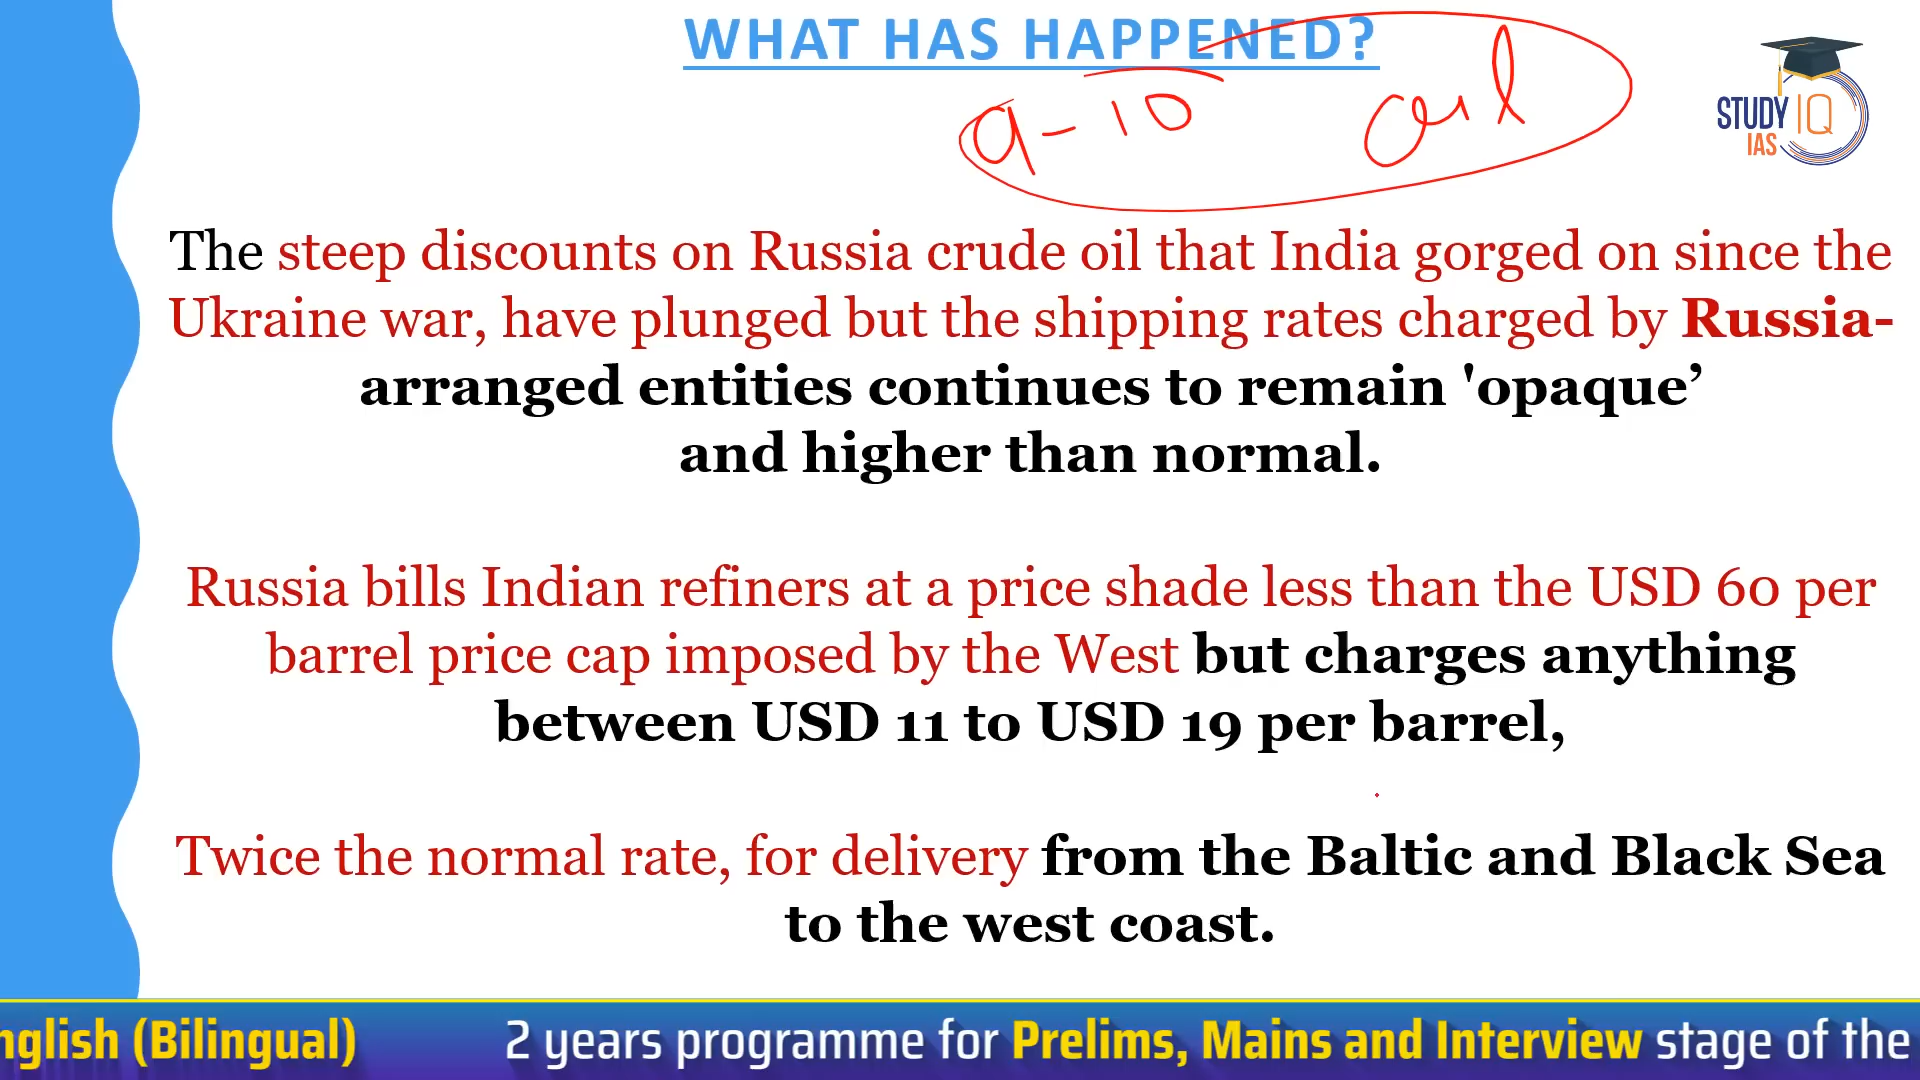 WHAT HAS HAPPENED?
9-10 oil
STUDY IQ
IAS
The steep discounts on Russia crude oil that India gorged on since the
Ukraine war, have plunged but the shipping rates charged by Russia-
arranged entities continues to remain 'opaque’
and higher than normal.
Russia bills Indian refiners at a price shade less than the USD 60 per
barrel price cap imposed by the West but charges anything
between USD 11 to USD 19 per barrel,
Twice the normal rate, for delivery from the Baltic and Black Sea
to the west coast.
nglish (Bilingual) 2 years programme for Prelims, Mains and Interview stage of the